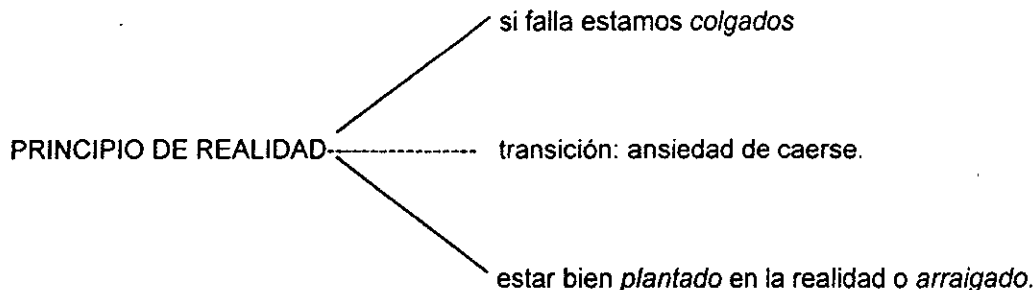 si falla estamos colgados
PRINCIPIO DE REALIDAD transición: ansiedad de caerse.
estar bien plantado en la realidad o arraigado.